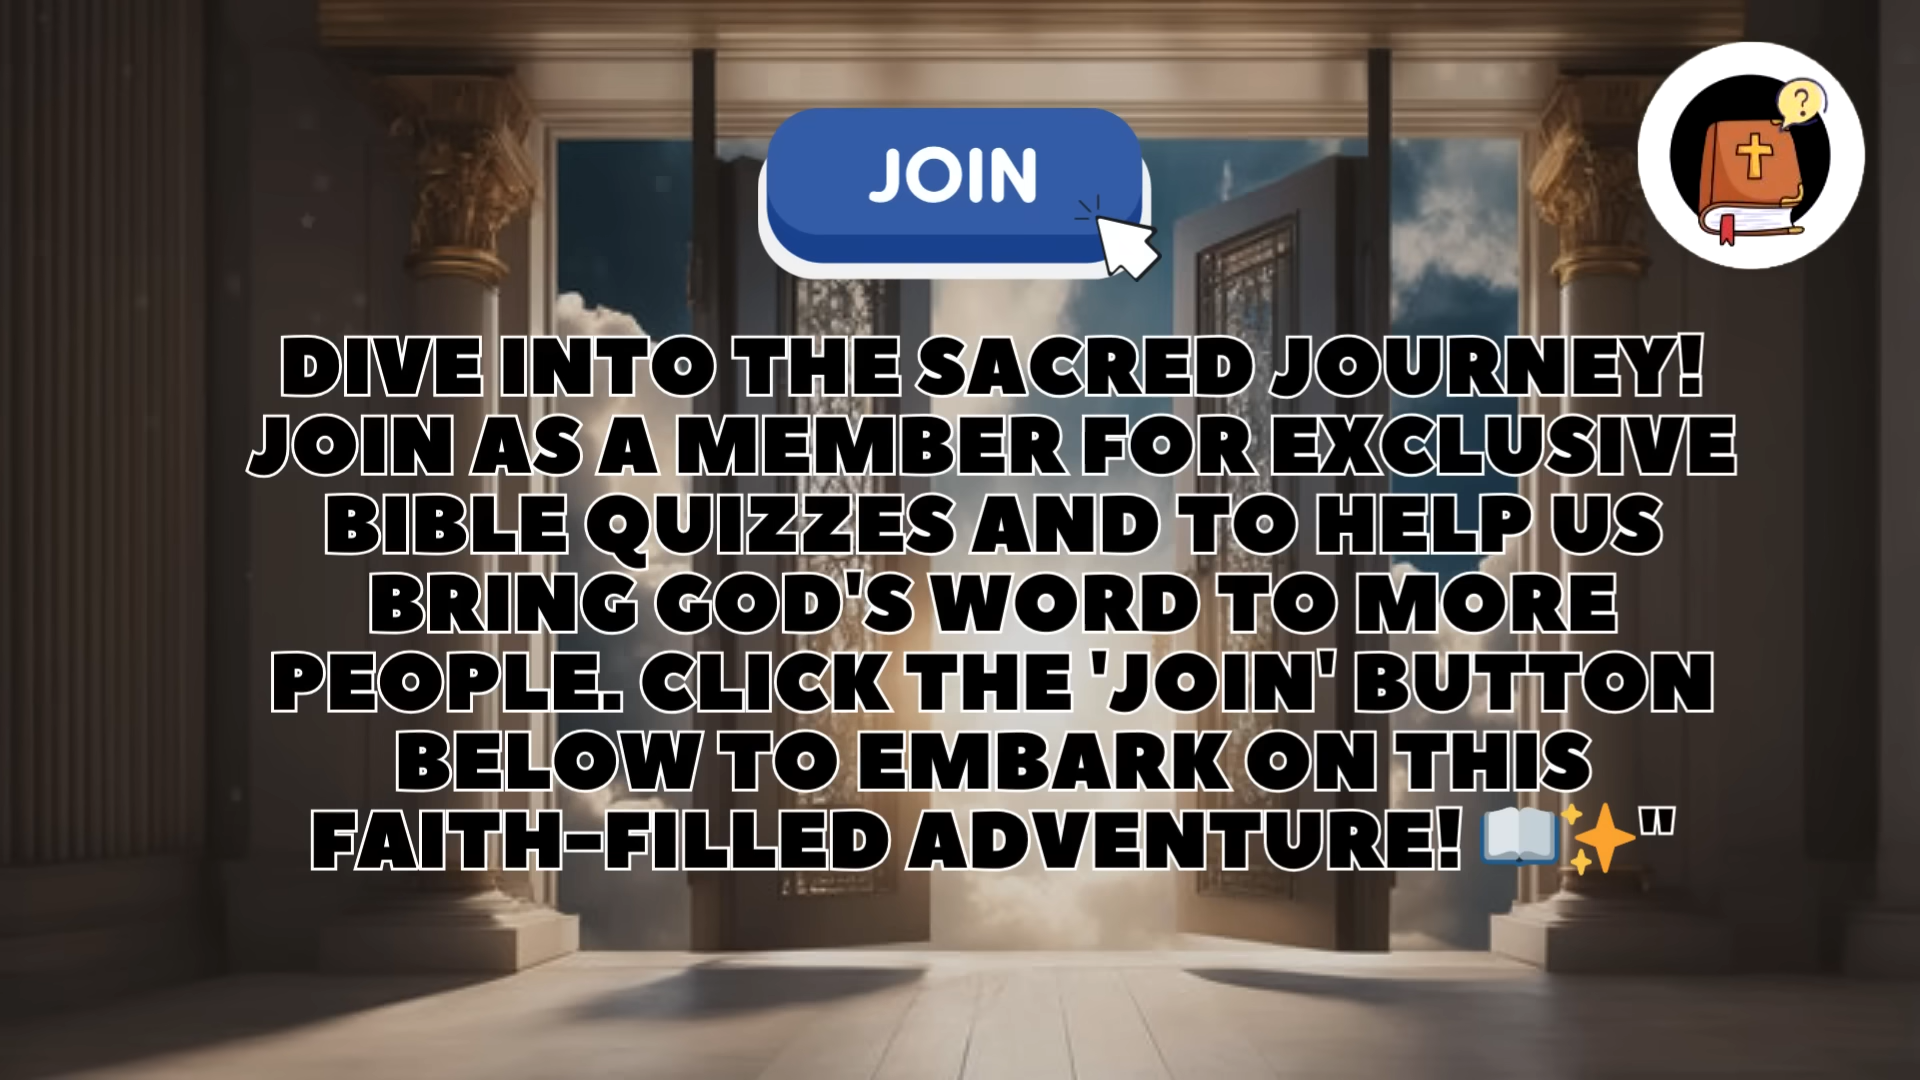 JOIN
?
DIVE INTO THE SACRED JOURNEY!
JOIN AS A MEMBER FOR EXCLUSIVE
BIBLE QUIZZES AND TO HELP US
BRING GOD'S WORD TO MORE
PEOPLE. CLICK THE 'JOIN' BUTTON
BELOW TO EMBARK ON THIS
FAITH-FILLED ADVENTURE! 📖✨"